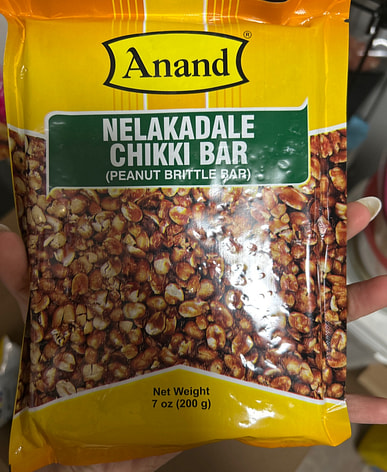 Anand®
NELAKADALE
CHIKKI BAR
(PEANUT BRITTLE BAR)
Net Weight
7 oz (200 g)